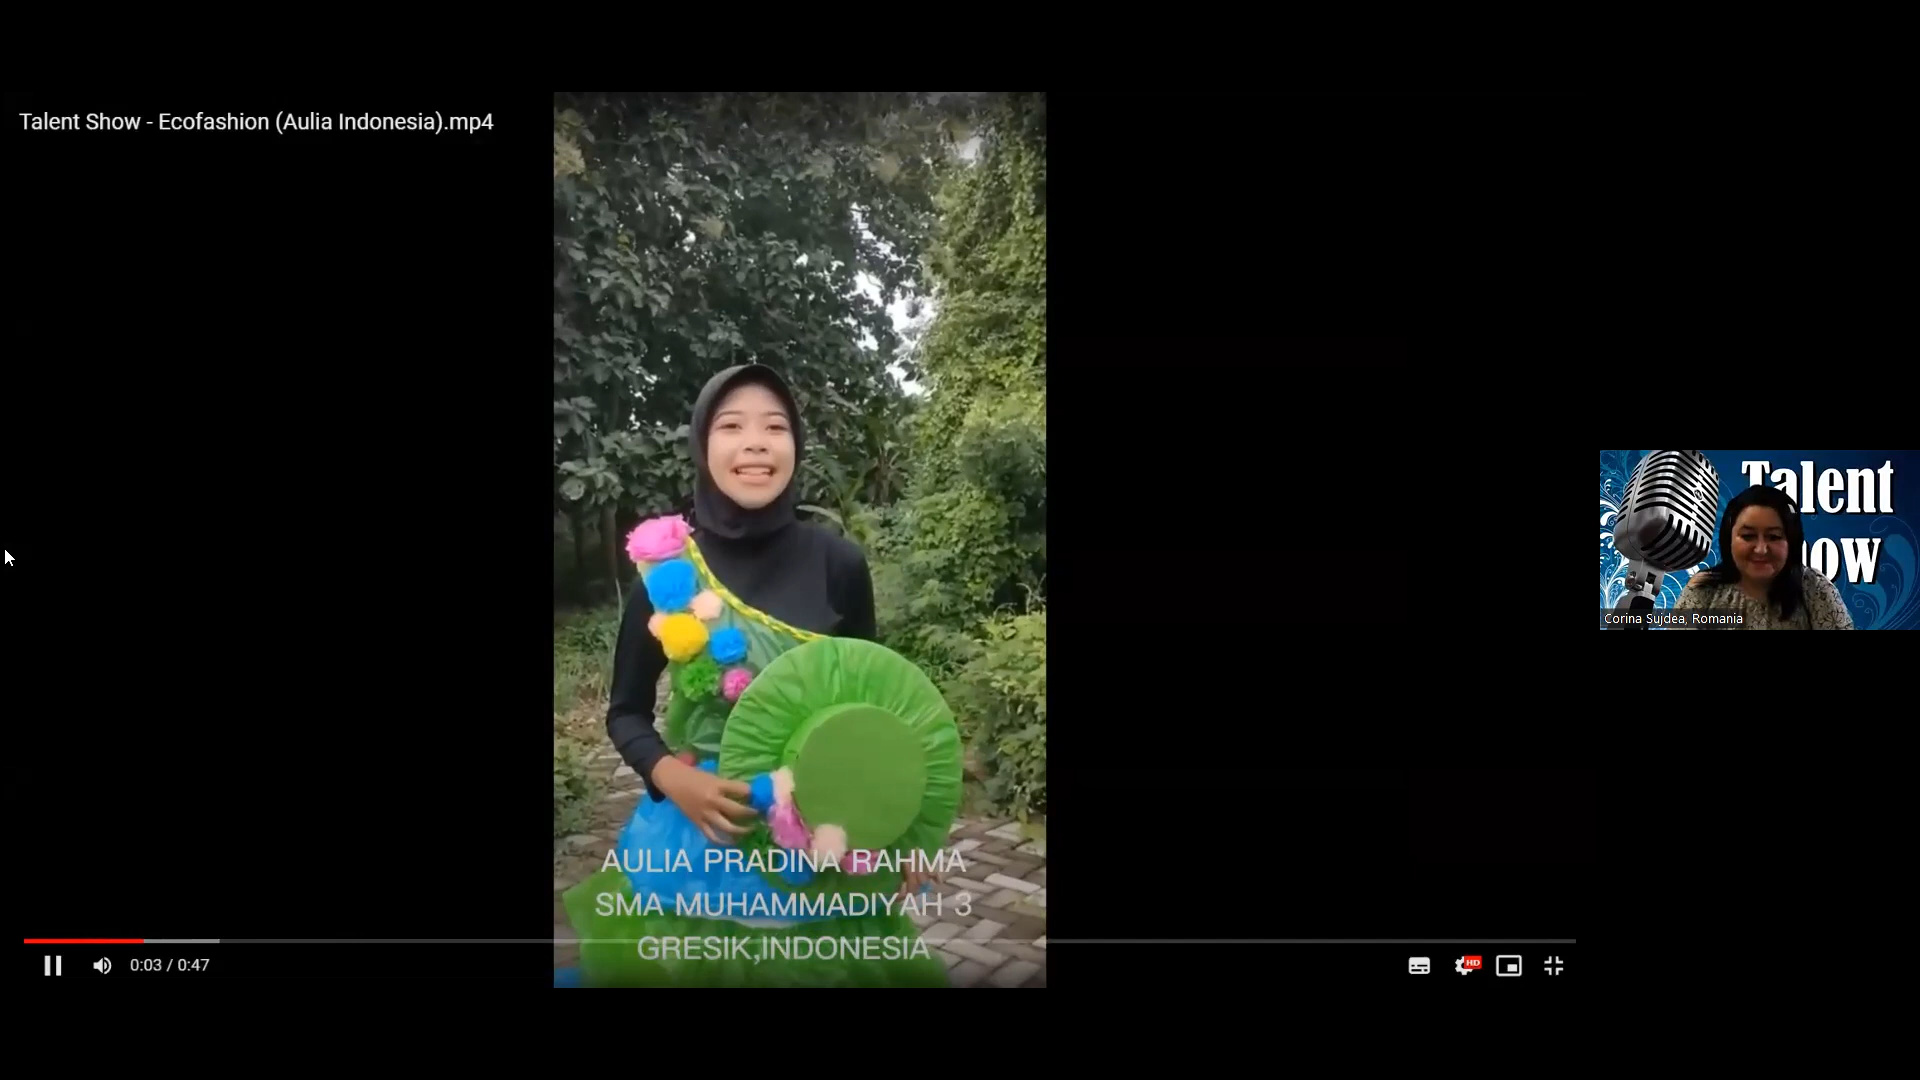 Talent Show - Ecofashion (Aulia Indonesia).mp4
AULIA PRADINA RAHMA
SMA MUHAMMADIYAH 3
GRESIK,INDONESIA
0:03 / 0:47
HD
Talent
Corina Sujdea, Romania